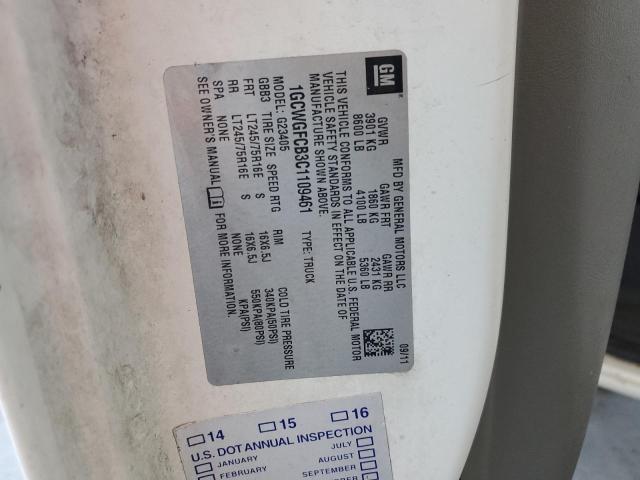 GM
MFD BY GENERAL MOTORS LLC 09/11
GVWR GAWR FRT GAWR RR
3901 KG 1860 KG 2431 KG
8600 LB 4100 LB 5360 LB
THIS VEHICLE CONFORMS TO ALL APPLICABLE U.S. FEDERAL MOTOR
VEHICLE SAFETY STANDARDS IN EFFECT ON THE DATE OF
MANUFACTURE SHOWN ABOVE.
1GCWGFCB3C1109461 TYPE: TRUCK
MODEL: G23405
GBB3 TIRE SIZE SPEED RTG RIM COLD TIRE PRESSURE
FRT LT245/75R16E S 16X6.5J 340KPA(50PSI)
RR LT245/75R16E S 16X6.5J 550KPA(80PSI)
SPA NONE NONE KPA(PSI)
SEE OWNER'S MANUAL FOR MORE INFORMATION.
14 15 16
U.S. DOT ANNUAL INSPECTION
JANUARY JULY
FEBRUARY AUGUST
SEPTEMBER